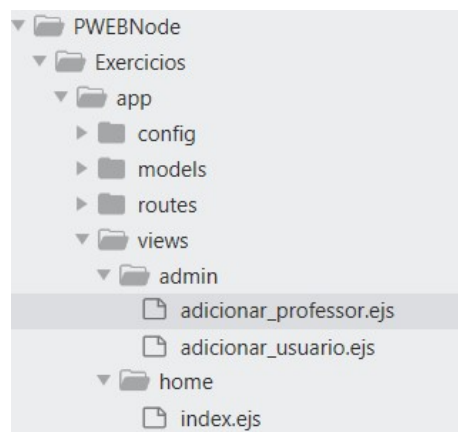 PWEBNode
Exercicios
app
config
models
routes
views
admin
adicionar_professor.ejs
adicionar_usuario.ejs
home
index.ejs